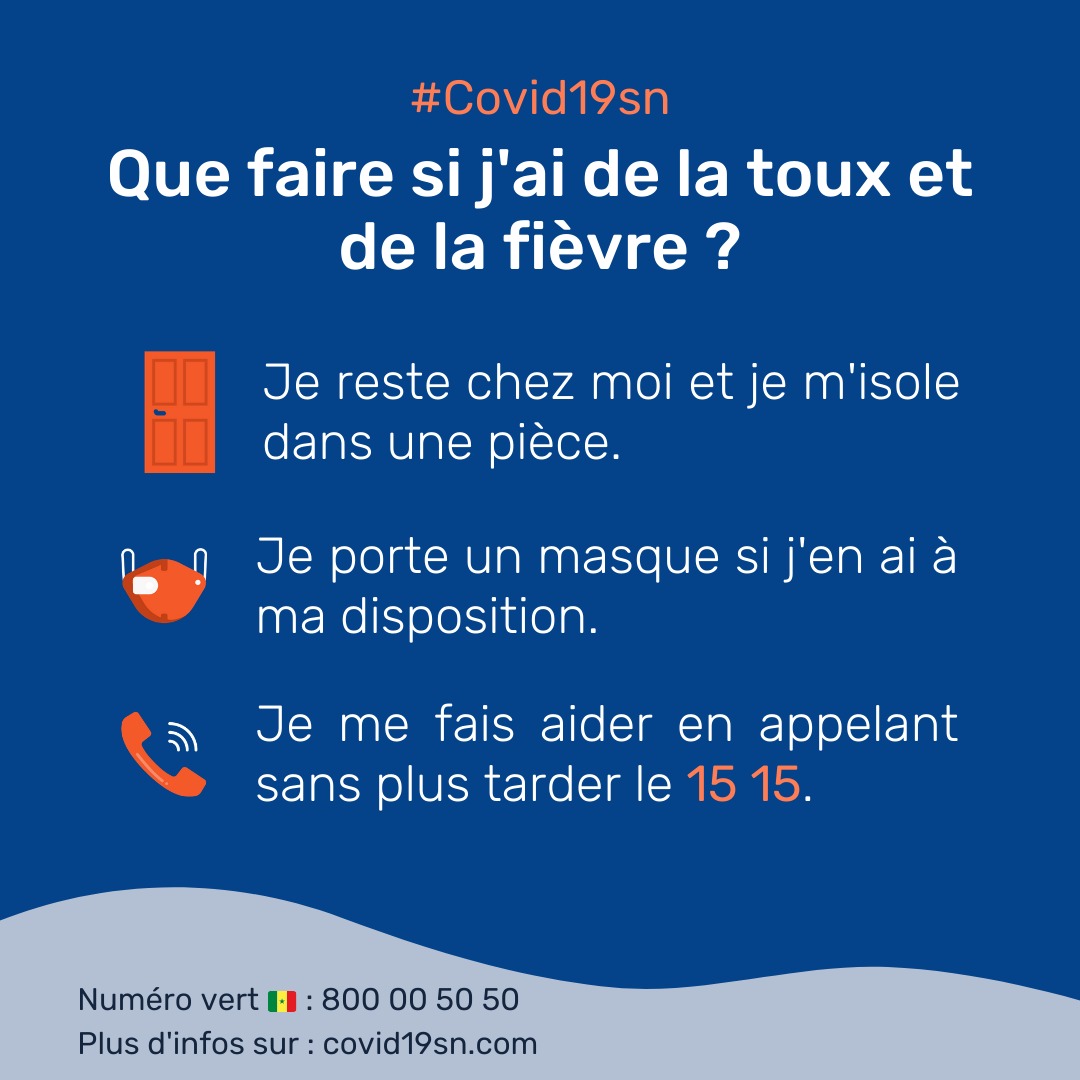 #Covid19sn
Que faire si j'ai de la toux et
de la fièvre ?
Je reste chez moi et je m'isole
dans une pièce.
Je porte un masque si j'en ai à
ma disposition.
Je me fais aider en appelant
sans plus tarder le 15 15.
Numéro vert 🇸🇳 : 800 00 50 50
Plus d'infos sur : covid19sn.com